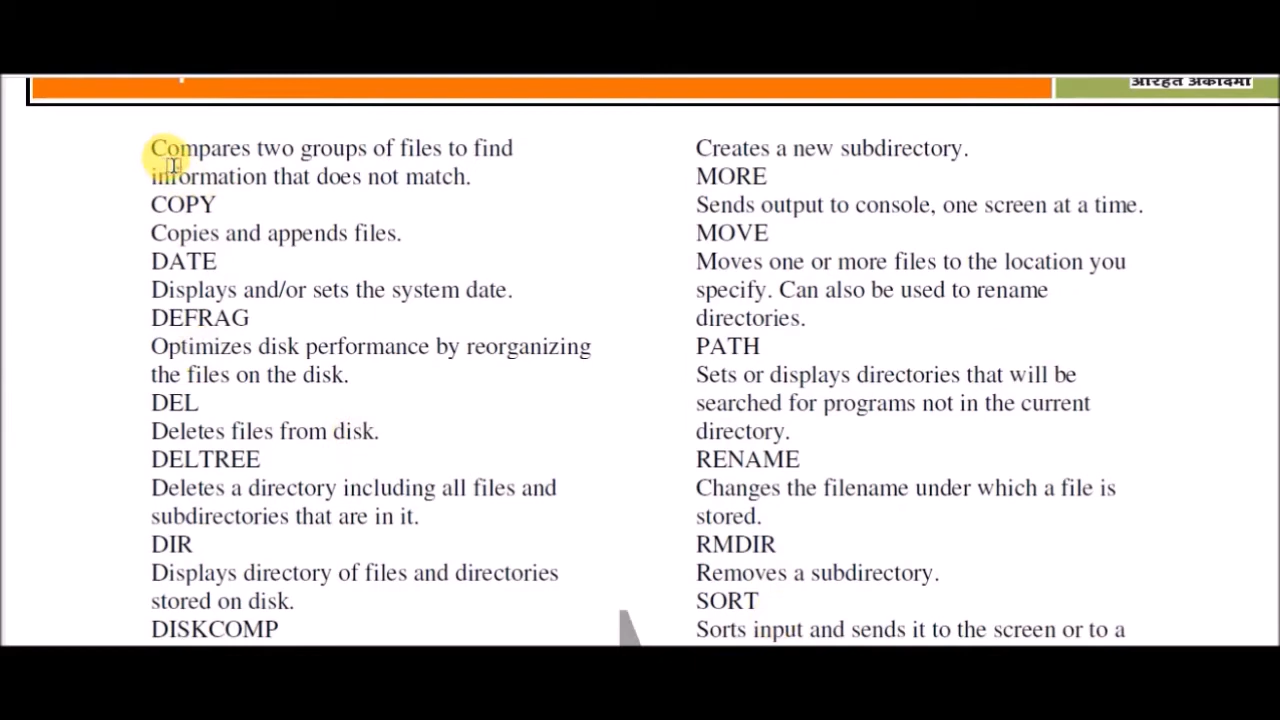 अरिहंत अकादमी
Compares two groups of files to find
information that does not match.
COPY
Copies and appends files.
DATE
Displays and/or sets the system date.
DEFRAG
Optimizes disk performance by reorganizing
the files on the disk.
DEL
Deletes files from disk.
DELTREE
Deletes a directory including all files and
subdirectories that are in it.
DIR
Displays directory of files and directories
stored on disk.
DISKCOMP
Creates a new subdirectory.
MORE
Sends output to console, one screen at a time.
MOVE
Moves one or more files to the location you
specify. Can also be used to rename
directories.
PATH
Sets or displays directories that will be
searched for programs not in the current
directory.
RENAME
Changes the filename under which a file is
stored.
RMDIR
Removes a subdirectory.
SORT
Sorts input and sends it to the screen or to a